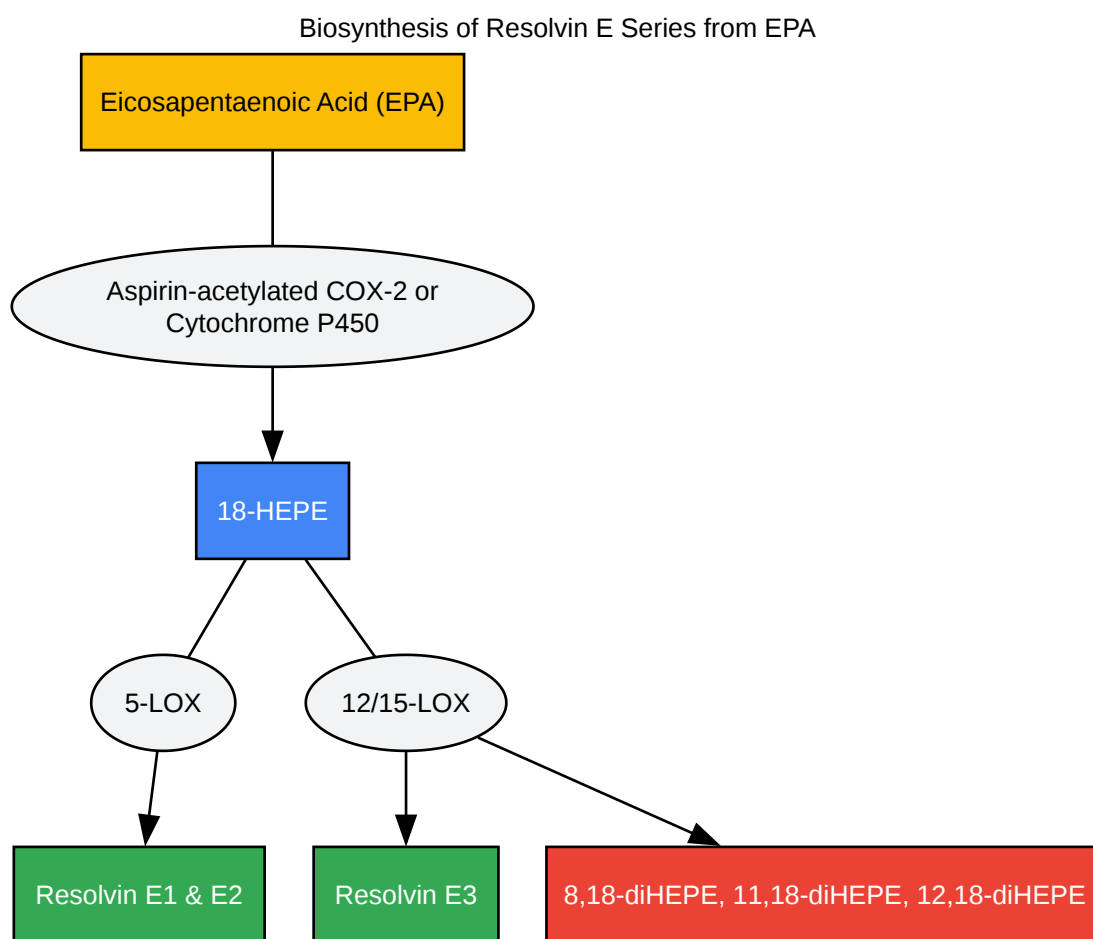 Biosynthesis of Resolvin E Series from EPA
Eicosapentaenoic Acid (EPA)
Aspirin-acetylated COX-2 or
Cytochrome P450
18-HEPE
5-LOX
12/15-LOX
Resolvin E1 & E2
Resolvin E3
8,18-diHEPE, 11,18-diHEPE, 12,18-diHEPE